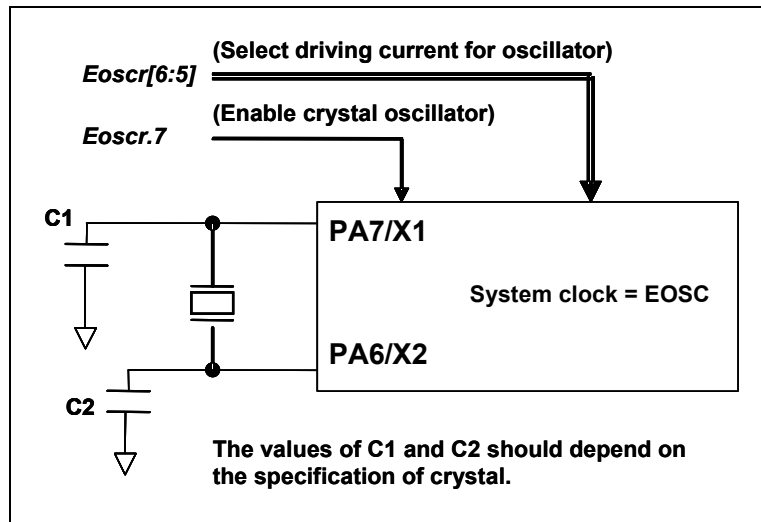 (Select driving current for oscillator)
Eoscr[6:5]
(Enable crystal oscillator)
Eoscr.7
C1
PA7/X1
System clock = EOSC
PA6/X2
C2
The values of C1 and C2 should depend on
the specification of crystal.